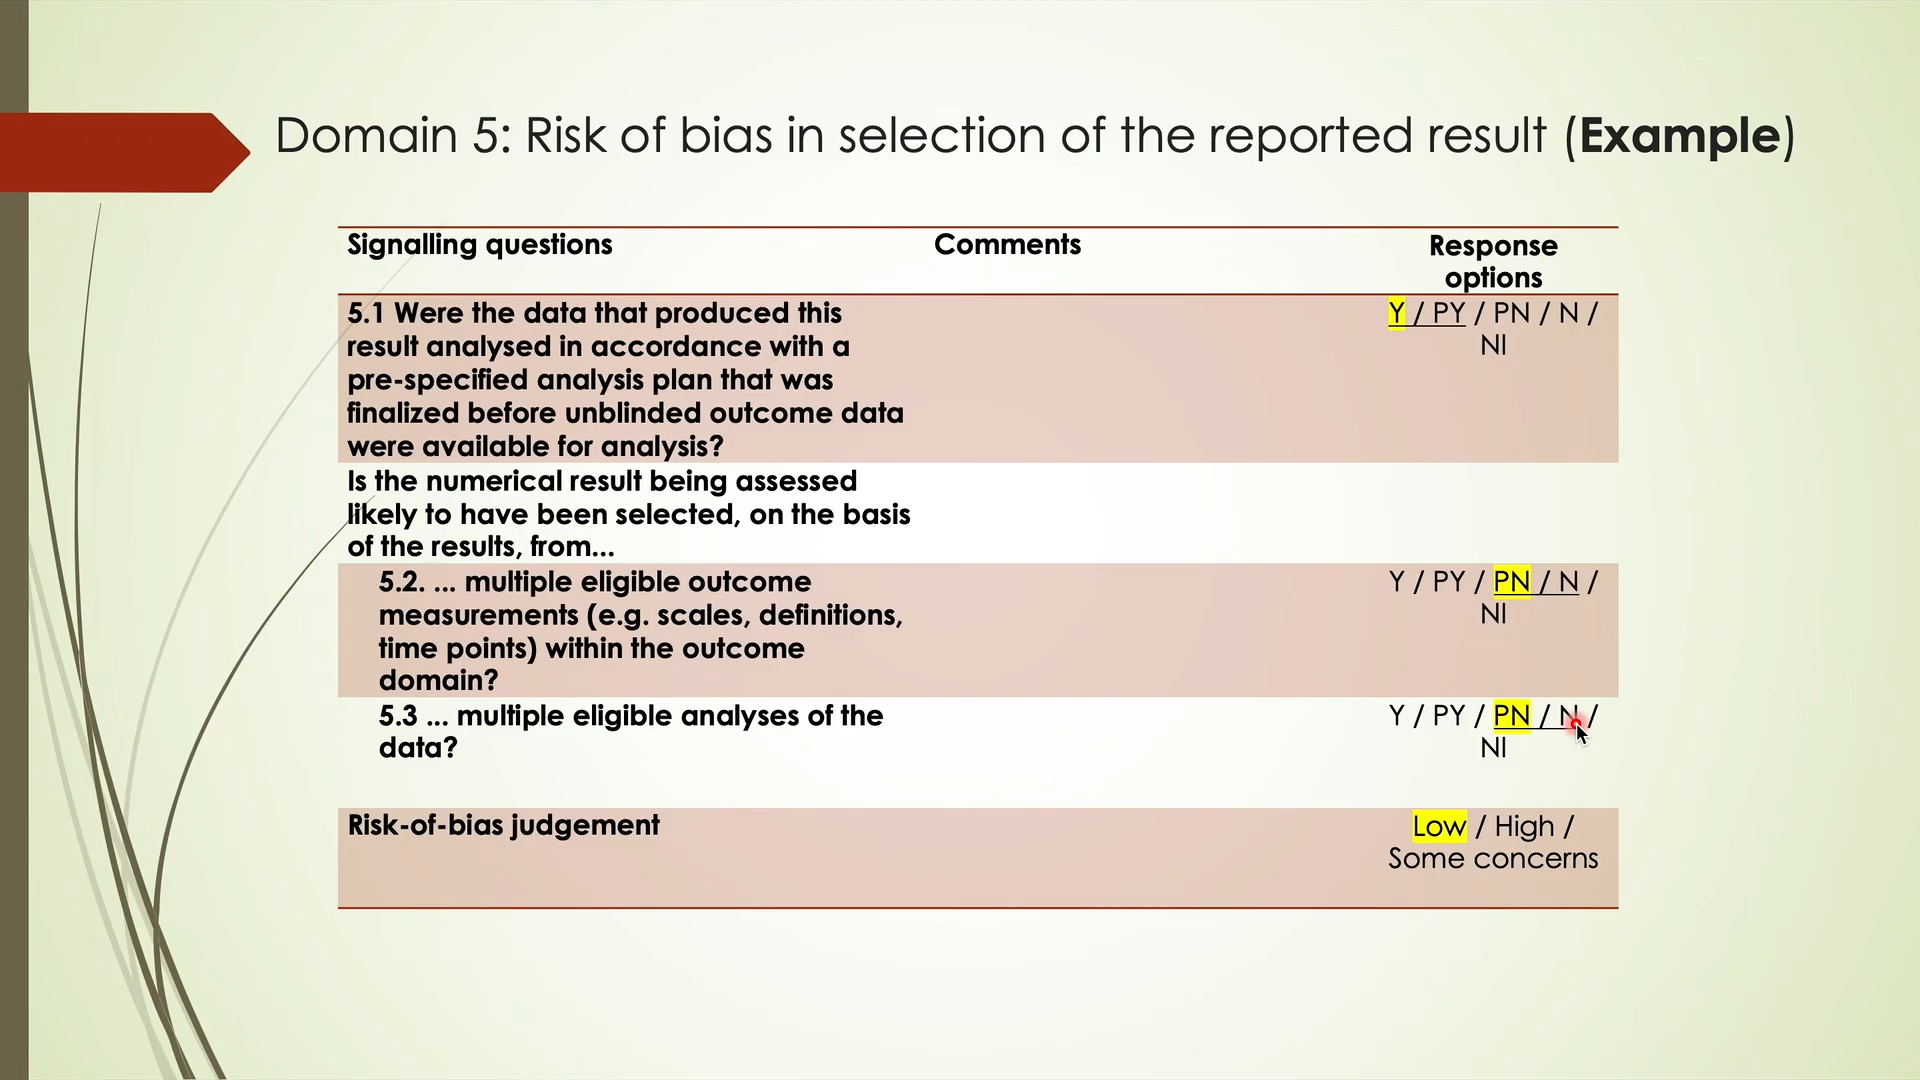 Domain 5: Risk of bias in selection of the reported result (Example)
Signalling questions
Comments
Response
options
5.1 Were the data that produced this
result analysed in accordance with a
pre-specified analysis plan that was
finalized before unblinded outcome data
were available for analysis?
Y / PY / PN / N /
NI
Is the numerical result being assessed
likely to have been selected, on the basis
of the results, from...
5.2. ... multiple eligible outcome
measurements (e.g. scales, definitions,
time points) within the outcome
domain?
Y / PY / PN / N /
NI
5.3 ... multiple eligible analyses of the
data?
Y / PY / PN / N /
NI
Risk-of-bias judgement
Low / High /
Some concerns